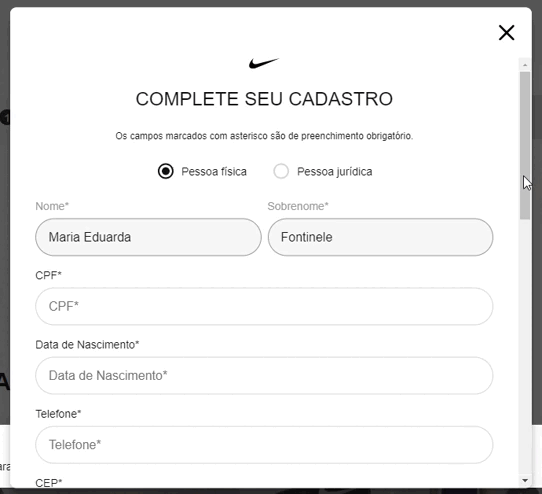 COMPLETE SEU CADASTRO
Os campos marcados com asterisco são de preenchimento obrigatório.
Pessoa física Pessoa jurídica
Nome* Sobrenome*
Maria Eduarda Fontinele
CPF*
CPF*
Data de Nascimento*
Data de Nascimento*
Telefone*
Telefone*
CEP*